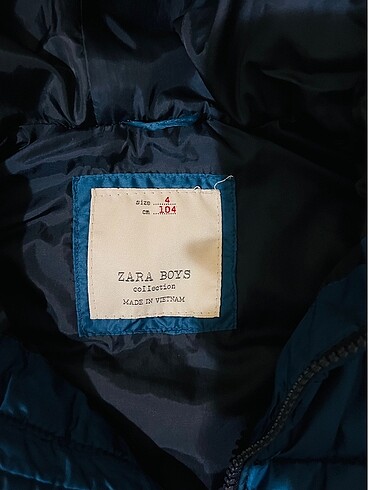 size 4
cm 104
ZARA BOYS
collection
MADE IN VIETNAM